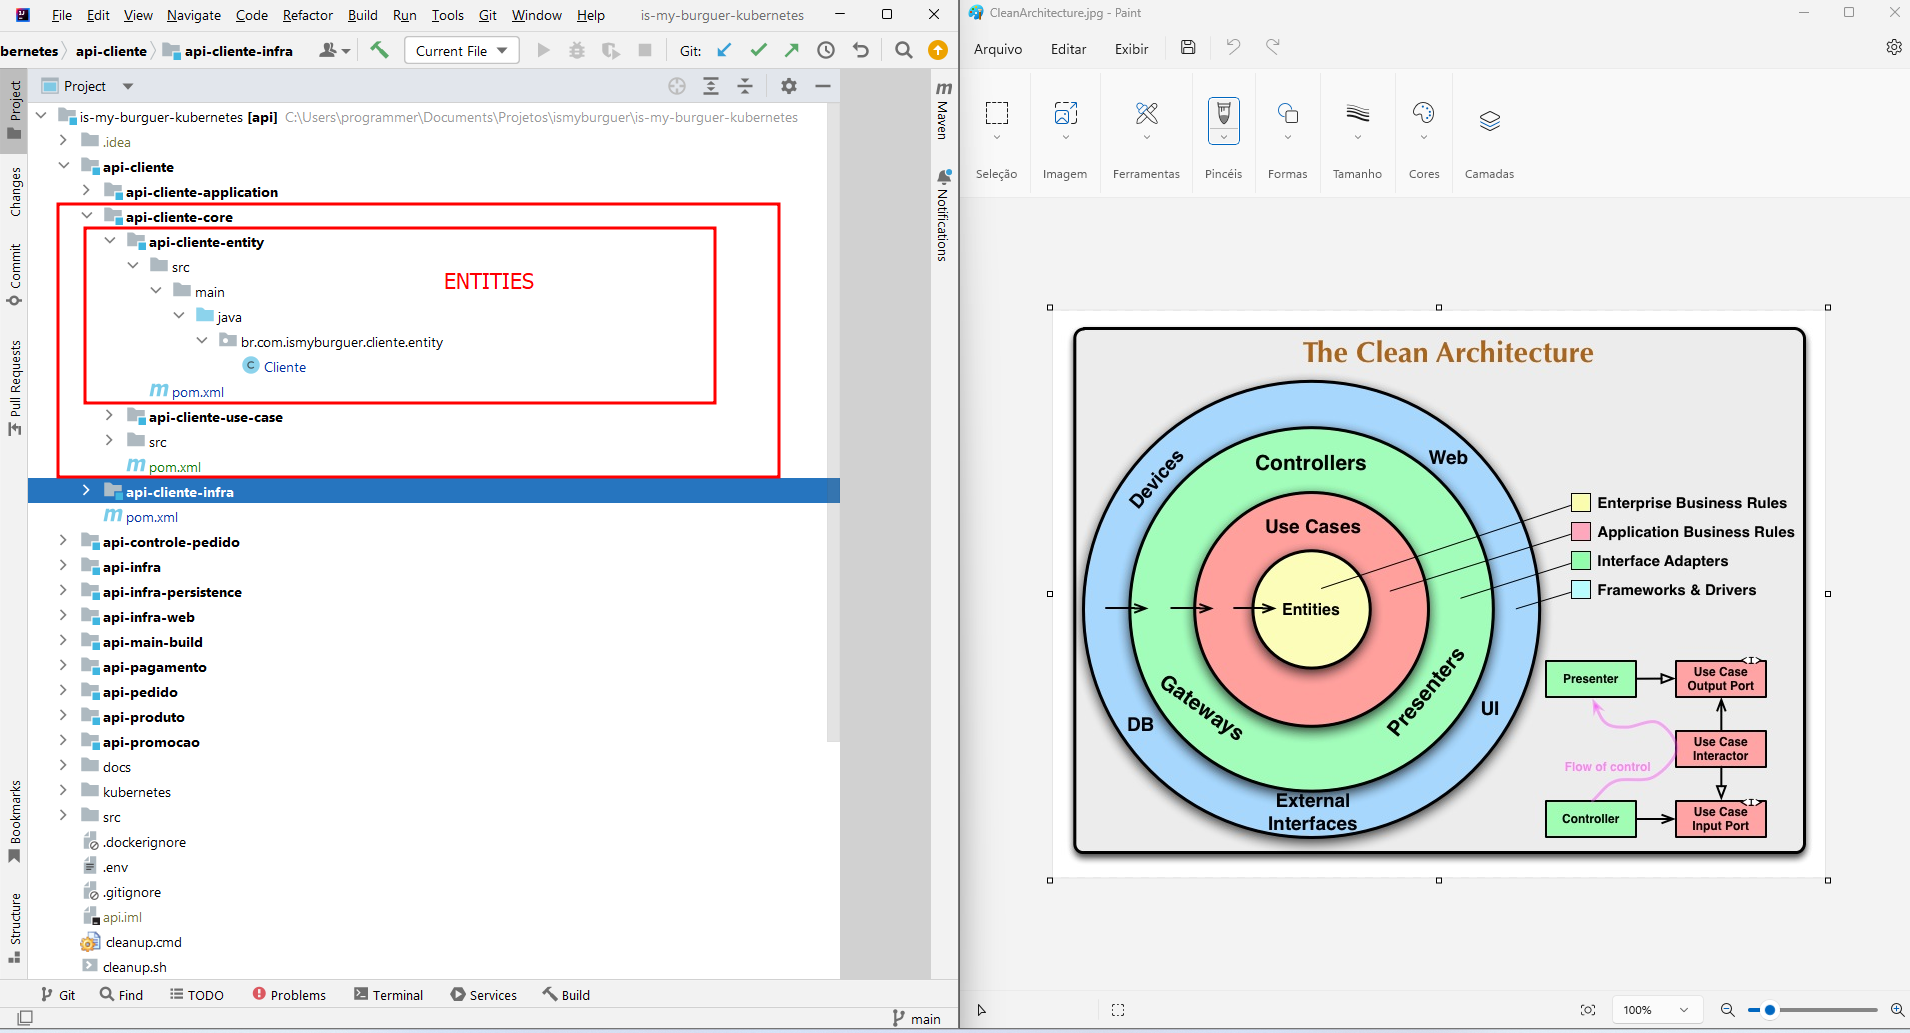 File Edit View Navigate Code Refactor Build Run Tools Git Window Help is-my-burguer-kubernetes
bernetes api-cliente api-cliente-infra Current File Git:
Project
is-my-burguer-kubernetes [api] C:\Users\programmer\Documents\Projetos\ismyburguer\is-my-burguer-kubernetes
.idea
api-cliente
api-cliente-application
api-cliente-core
api-cliente-entity
src
ENTITIES
main
java
br.com.ismyburguer.cliente.entity
C Cliente
m pom.xml
api-cliente-use-case
src
m pom.xml
api-cliente-infra
m pom.xml
api-controle-pedido
api-infra
api-infra-persistence
api-infra-web
api-main-build
api-pagamento
api-pedido
api-produto
api-promocao
docs
kubernetes
src
.dockerignore
.env
.gitignore
api.iml
cleanup.cmd
cleanup.sh
Project
Changes
Commit
Pull Requests
Bookmarks
Structure
m Maven
Notifications
Git Find TODO Problems Terminal Services Build
main
CleanArchitecture.jpg - Paint
Arquivo Editar Exibir
Seleção Imagem Ferramentas Pincéis Formas Tamanho Cores Camadas
The Clean Architecture
Devices
Controllers
Web
Use Cases
Entities
Gateways
Presenters
DB
UI
External
Interfaces
Enterprise Business Rules
Application Business Rules
Interface Adapters
Frameworks & Drivers
Presenter
<I>
Use Case
Output Port
Use Case
Interactor
Flow of control
Controller
<I>
Use Case
Input Port
100%